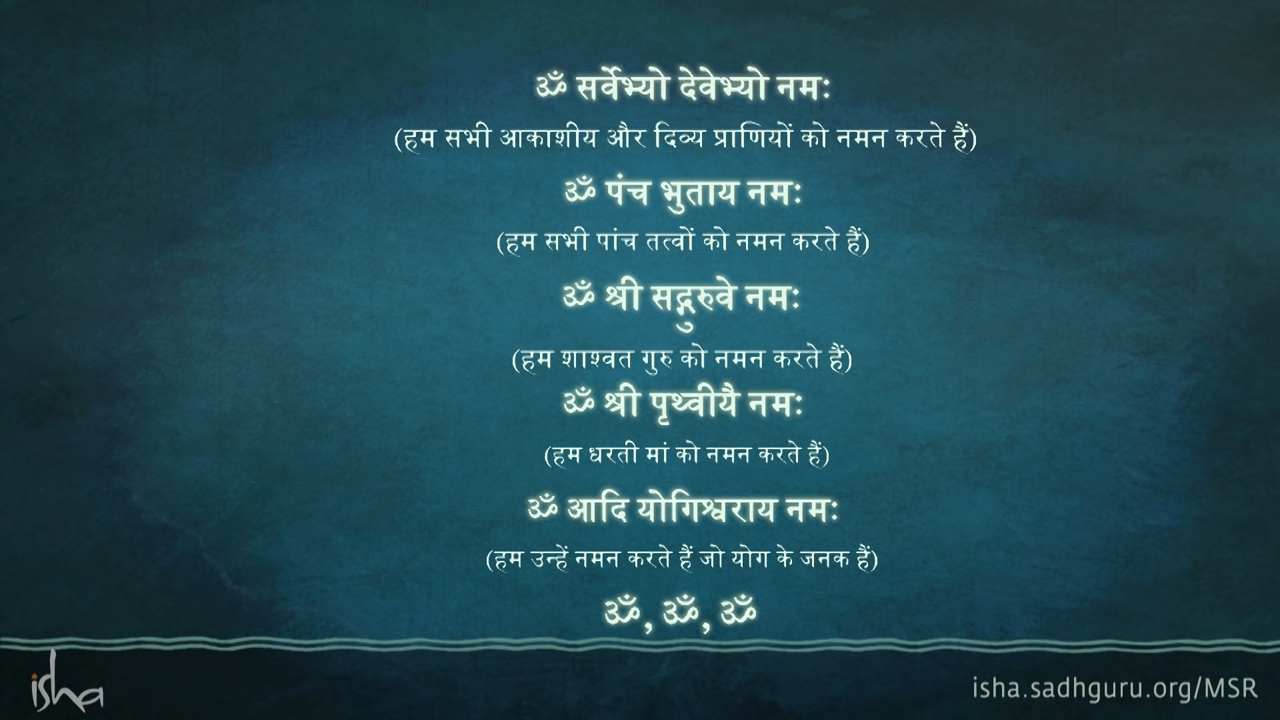 ॐ सर्वेभ्यो देवेभ्यो नमः
(हम सभी आकाशीय और दिव्य प्राणियों को नमन करते हैं)
ॐ पंच भुताय नमः
(हम सभी पांच तत्वों को नमन करते हैं)
ॐ श्री सद्गुरुवे नमः
(हम शाश्वत गुरु को नमन करते हैं)
ॐ श्री पृथ्वीयै नमः
(हम धरती मां को नमन करते हैं)
ॐ आदि योगिश्वराय नमः
(हम उन्हें नमन करते हैं जो योग के जनक हैं)
ॐ, ॐ, ॐ
isha
isha.sadhguru.org/MSR